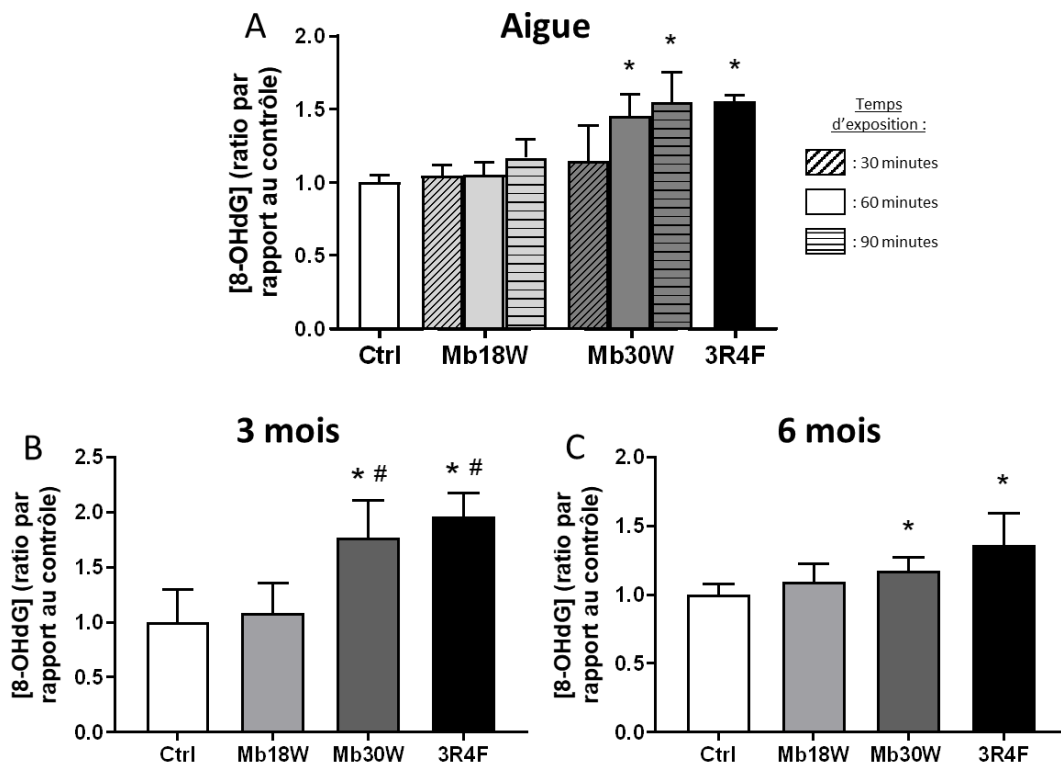 A
Aigue
[8-OHdG] (ratio par
rapport au contrôle)
2.0
1.5
1.0
0.5
0.0
*
*
*
Ctrl
Mb18W
Mb30W
3R4F
Temps
d'exposition :
: 30 minutes
: 60 minutes
: 90 minutes
B
3 mois
[8-OHdG] (ratio par
rapport au contrôle)
2.5
2.0
1.5
1.0
0.5
0.0
* #
* #
Ctrl
Mb18W
Mb30W
3R4F
C
6 mois
[8-OHdG] (ratio par
rapport au contrôle)
2.0
1.5
1.0
0.5
0.0
*
*
Ctrl
Mb18W
Mb30W
3R4F